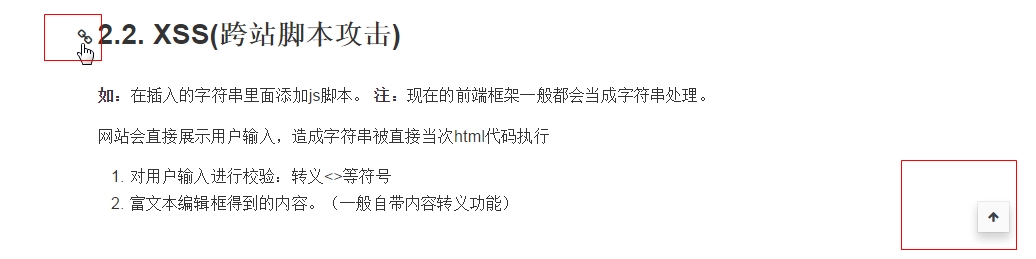 2.2. XSS(跨站脚本攻击)
如：在插入的字符串里面添加js脚本。 注：现在的前端框架一般都会当成字符串处理。
网站会直接展示用户输入，造成字符串被直接当次html代码执行
1. 对用户输入进行校验：转义<>等符号
2. 富文本编辑框得到的内容。（一般自带内容转义功能）